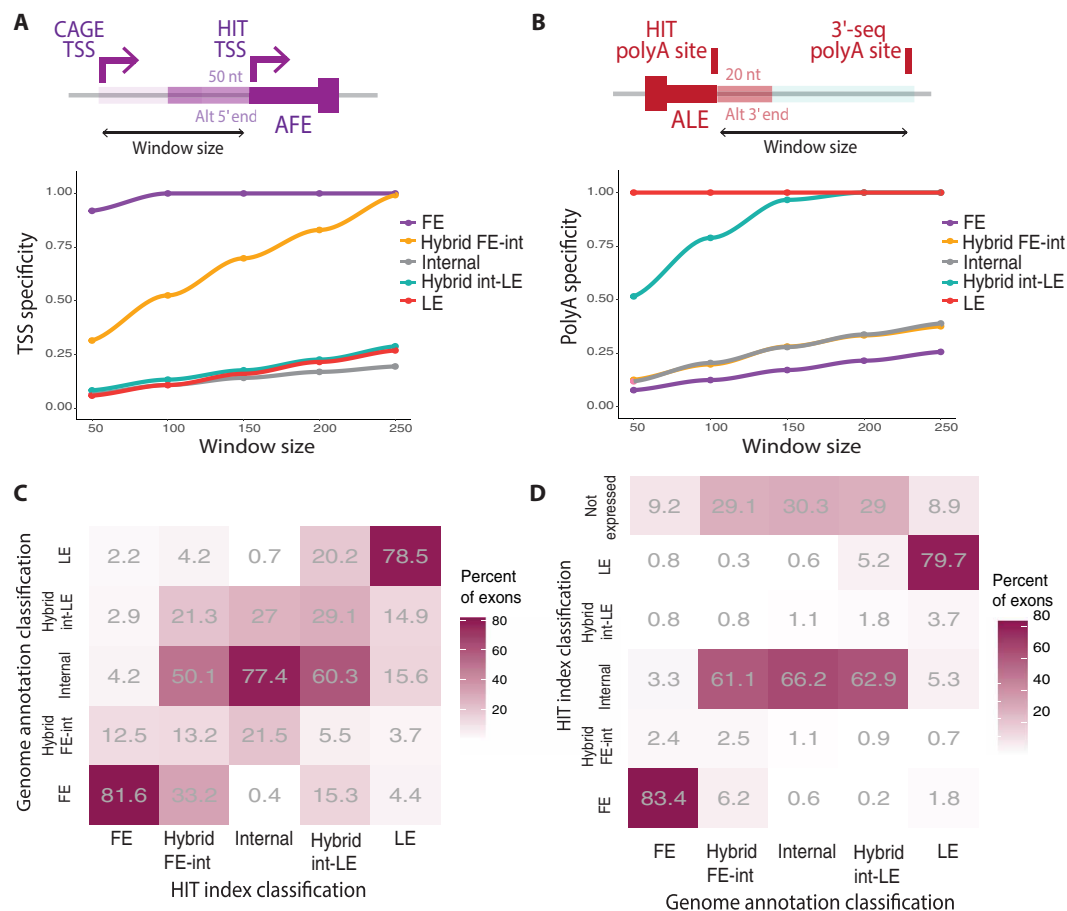 A
CAGE
TSS
HIT
TSS
50 nt
Alt 5' end
AFE
Window size
1.00
0.75
0.50
0.25
0.00
TSS specificity
50
100
150
200
250
Window size
FE
Hybrid FE-int
Internal
Hybrid int-LE
LE
B
HIT
polyA site
3'-seq
polyA site
20 nt
Alt 3' end
ALE
Window size
1.00
0.75
0.50
0.25
0.00
PolyA specificity
50
100
150
200
250
Window size
FE
Hybrid FE-int
Internal
Hybrid int-LE
LE
C
Genome annotation classification
LE
2.2 4.2 0.7 20.2 78.5
Hybrid
int-LE
2.9 21.3 27 29.1 14.9
Internal
4.2 50.1 77.4 60.3 15.6
Hybrid
FE-int
12.5 13.2 21.5 5.5 3.7
FE
81.6 33.2 0.4 15.3 4.4
FE
Hybrid
FE-int
Internal
Hybrid
int-LE
LE
HIT index classification
Percent
of exons
80
60
40
20
D
HIT index classification
Not
expressed
9.2 29.1 30.3 29 8.9
LE
0.8 0.3 0.6 5.2 79.7
Hybrid
int-LE
0.8 0.8 1.1 1.8 3.7
Internal
3.3 61.1 66.2 62.9 5.3
Hybrid
FE-int
2.4 2.5 1.1 0.9 0.7
FE
83.4 6.2 0.6 0.2 1.8
FE
Hybrid
FE-int
Internal
Hybrid
int-LE
LE
Genome annotation classification
Percent
of exons
80
60
40
20